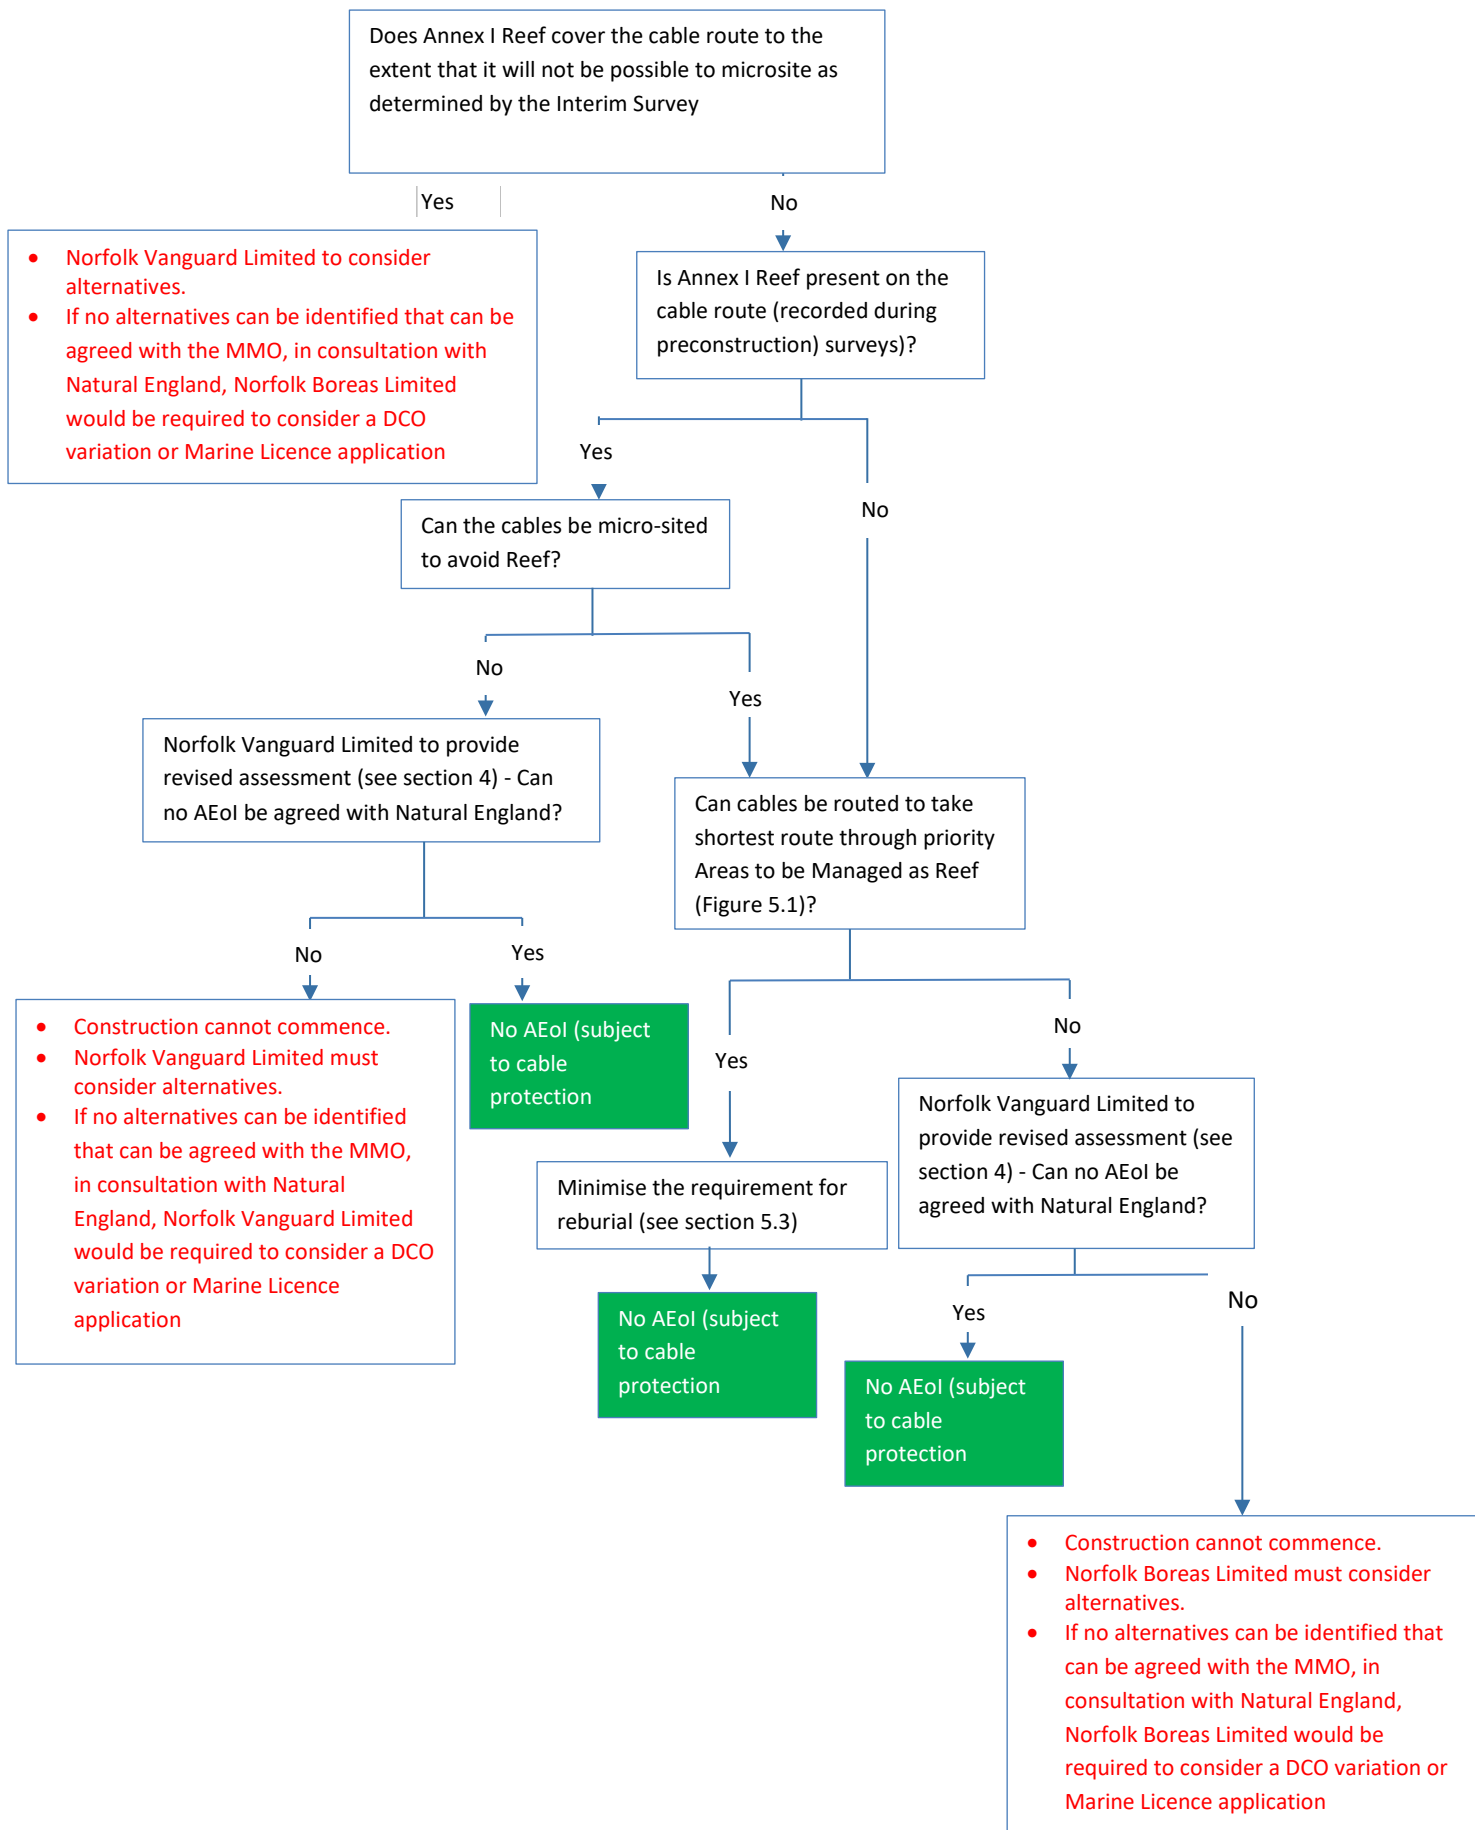 Does Annex I Reef cover the cable route to the
extent that it will not be possible to microsite as
determined by the Interim Survey
Yes
No
• Norfolk Vanguard Limited to consider
alternatives.
• If no alternatives can be identified that can be
agreed with the MMO, in consultation with
Natural England, Norfolk Boreas Limited
would be required to consider a DCO
variation or Marine Licence application
Is Annex I Reef present on the
cable route (recorded during
preconstruction) surveys)?
Yes
No
Can the cables be micro-sited
to avoid Reef?
No
Yes
Norfolk Vanguard Limited to provide
revised assessment (see section 4) - Can
no AEoI be agreed with Natural England?
Can cables be routed to take
shortest route through priority
Areas to be Managed as Reef
(Figure 5.1)?
No
Yes
• Construction cannot commence.
• Norfolk Vanguard Limited must
consider alternatives.
• If no alternatives can be identified
that can be agreed with the MMO,
in consultation with Natural
England, Norfolk Vanguard Limited
would be required to consider a DCO
variation or Marine Licence
application
No AEoI (subject
to cable
protection
Yes
No
Minimise the requirement for
reburial (see section 5.3)
Norfolk Vanguard Limited to
provide revised assessment (see
section 4) - Can no AEoI be
agreed with Natural England?
No AEoI (subject
to cable
protection
Yes
No
No AEoI (subject
to cable
protection
• Construction cannot commence.
• Norfolk Boreas Limited must consider
alternatives.
• If no alternatives can be identified that
can be agreed with the MMO, in
consultation with Natural England,
Norfolk Boreas Limited would be
required to consider a DCO variation or
Marine Licence application